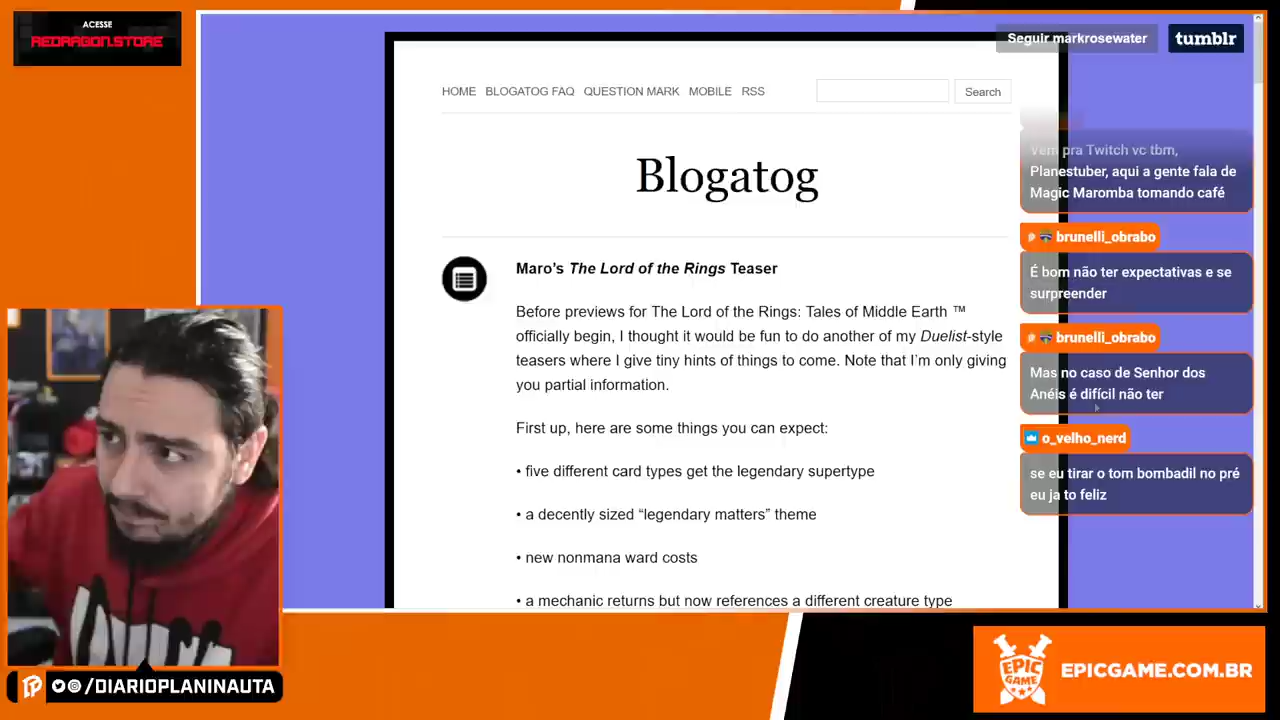 ACESSE
REDRAGON.STORE
Seguir markrosewater
tumblr
HOME BLOGATOG FAQ QUESTION MARK MOBILE RSS
Search
Blogatog
Maro’s The Lord of the Rings Teaser
Before previews for The Lord of the Rings: Tales of Middle Earth ™
officially begin, I thought it would be fun to do another of my Duelist-style
teasers where I give tiny hints of things to come. Note that I’m only giving
you partial information.
First up, here are some things you can expect:
• five different card types get the legendary supertype
• a decently sized “legendary matters” theme
• new nonmana ward costs
• a mechanic returns but now references a different creature type
Vem pra Twitch vc tbm,
Planestuber, aqui a gente fala de
Magic Maromba tomando café
brunelli_obrabo
É bom não ter expectativas e se
surpreender
brunelli_obrabo
Mas no caso de Senhor dos
Anéis é difícil não ter
o_velho_nerd
se eu tirar o tom bombadil no pré
eu ja to feliz
/DIARIOPLANINAUTA
EPIC
GAME
EPICGAME.COM.BR